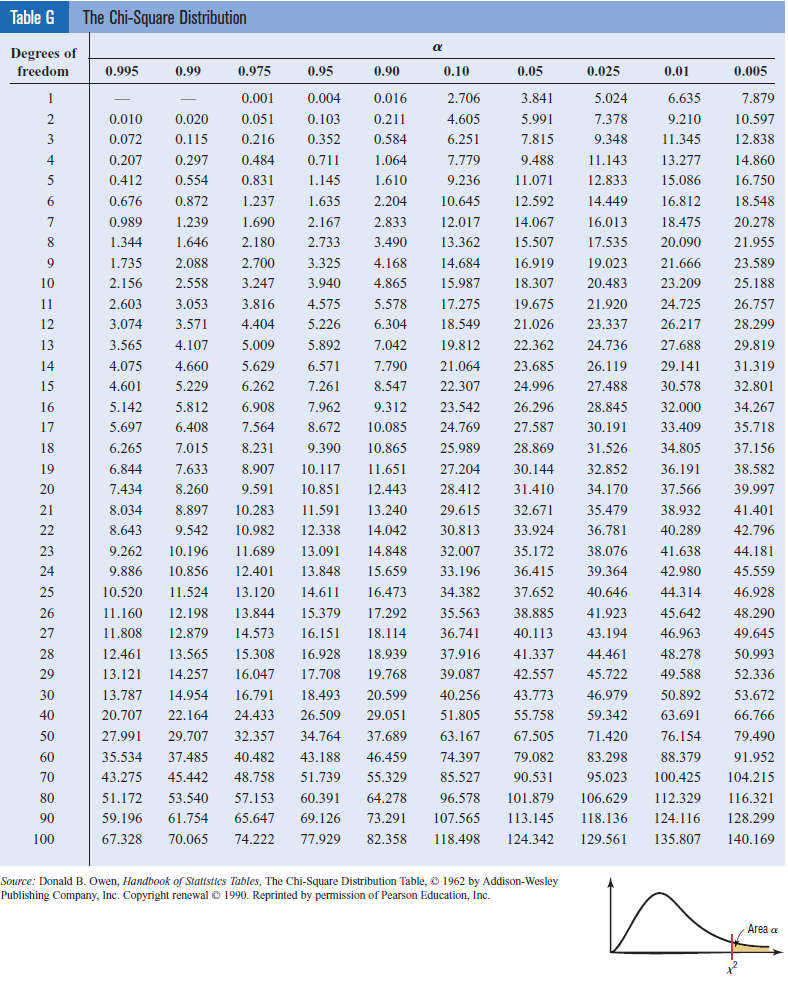 Table G The Chi-Square Distribution
Degrees of
freedom
α
0.995 0.99 0.975 0.95 0.90 0.10 0.05 0.025 0.01 0.005
1 — — 0.001 0.004 0.016 2.706 3.841 5.024 6.635 7.879
2 0.010 0.020 0.051 0.103 0.211 4.605 5.991 7.378 9.210 10.597
3 0.072 0.115 0.216 0.352 0.584 6.251 7.815 9.348 11.345 12.838
4 0.207 0.297 0.484 0.711 1.064 7.779 9.488 11.143 13.277 14.860
5 0.412 0.554 0.831 1.145 1.610 9.236 11.071 12.833 15.086 16.750
6 0.676 0.872 1.237 1.635 2.204 10.645 12.592 14.449 16.812 18.548
7 0.989 1.239 1.690 2.167 2.833 12.017 14.067 16.013 18.475 20.278
8 1.344 1.646 2.180 2.733 3.490 13.362 15.507 17.535 20.090 21.955
9 1.735 2.088 2.700 3.325 4.168 14.684 16.919 19.023 21.666 23.589
10 2.156 2.558 3.247 3.940 4.865 15.987 18.307 20.483 23.209 25.188
11 2.603 3.053 3.816 4.575 5.578 17.275 19.675 21.920 24.725 26.757
12 3.074 3.571 4.404 5.226 6.304 18.549 21.026 23.337 26.217 28.299
13 3.565 4.107 5.009 5.892 7.042 19.812 22.362 24.736 27.688 29.819
14 4.075 4.660 5.629 6.571 7.790 21.064 23.685 26.119 29.141 31.319
15 4.601 5.229 6.262 7.261 8.547 22.307 24.996 27.488 30.578 32.801
16 5.142 5.812 6.908 7.962 9.312 23.542 26.296 28.845 32.000 34.267
17 5.697 6.408 7.564 8.672 10.085 24.769 27.587 30.191 33.409 35.718
18 6.265 7.015 8.231 9.390 10.865 25.989 28.869 31.526 34.805 37.156
19 6.844 7.633 8.907 10.117 11.651 27.204 30.144 32.852 36.191 38.582
20 7.434 8.260 9.591 10.851 12.443 28.412 31.410 34.170 37.566 39.997
21 8.034 8.897 10.283 11.591 13.240 29.615 32.671 35.479 38.932 41.401
22 8.643 9.542 10.982 12.338 14.042 30.813 33.924 36.781 40.289 42.796
23 9.262 10.196 11.689 13.091 14.848 32.007 35.172 38.076 41.638 44.181
24 9.886 10.856 12.401 13.848 15.659 33.196 36.415 39.364 42.980 45.559
25 10.520 11.524 13.120 14.611 16.473 34.382 37.652 40.646 44.314 46.928
26 11.160 12.198 13.844 15.379 17.292 35.563 38.885 41.923 45.642 48.290
27 11.808 12.879 14.573 16.151 18.114 36.741 40.113 43.194 46.963 49.645
28 12.461 13.565 15.308 16.928 18.939 37.916 41.337 44.461 48.278 50.993
29 13.121 14.257 16.047 17.708 19.768 39.087 42.557 45.722 49.588 52.336
30 13.787 14.954 16.791 18.493 20.599 40.256 43.773 46.979 50.892 53.672
40 20.707 22.164 24.433 26.509 29.051 51.805 55.758 59.342 63.691 66.766
50 27.991 29.707 32.357 34.764 37.689 63.167 67.505 71.420 76.154 79.490
60 35.534 37.485 40.482 43.188 46.459 74.397 79.082 83.298 88.379 91.952
70 43.275 45.442 48.758 51.739 55.329 85.527 90.531 95.023 100.425 104.215
80 51.172 53.540 57.153 60.391 64.278 96.578 101.879 106.629 112.329 116.321
90 59.196 61.754 65.647 69.126 73.291 107.565 113.145 118.136 124.116 128.299
100 67.328 70.065 74.222 77.929 82.358 118.498 124.342 129.561 135.807 140.169
Source: Donald B. Owen, Handbook of Statistics Tables, The Chi-Square Distribution Table, © 1962 by Addison-Wesley
Publishing Company, Inc. Copyright renewal © 1990. Reprinted by permission of Pearson Education, Inc.
Area α
χ²